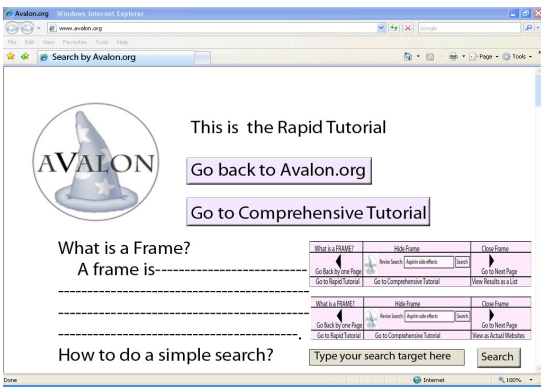 Avalon.org Windows Internet Explorer
www.avalon.org
Google
File Edit View Favorites Tools Help
Search by Avalon.org
Page Tools
AVALON
This is the Rapid Tutorial
Go back to Avalon.org
Go to Comprehensive Tutorial
What is a Frame?
A frame is--------------------
.
What is a FRAME? Hide Frame Close Frame
Revise Search: Aspirin side effects Search
Go Back by one Page Go to Next Page
Go to Rapid Tutorial Go to Comprehensive Tutorial View Results as a List
What is a FRAME? Hide Frame Close Frame
Revise Search: Aspirin side effects Search
Go Back by one Page Go to Next Page
Go to Rapid Tutorial Go to Comprehensive Tutorial View as Actual Websites
How to do a simple search?
Type your search target here Search
Done Internet 100%